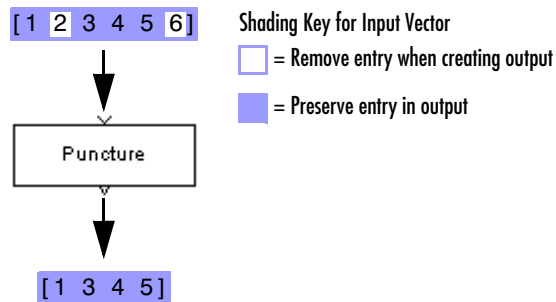 [1 2 3 4 5 6]
Shading Key for Input Vector
= Remove entry when creating output
= Preserve entry in output
Puncture
[1 3 4 5]